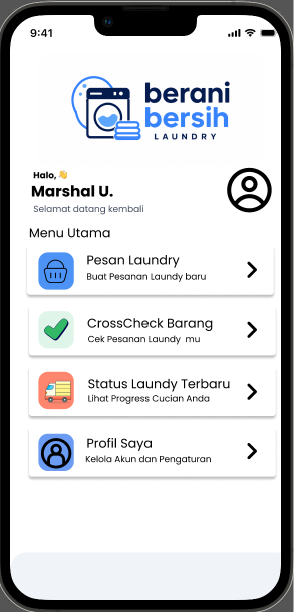 9:41
berani
bersih
LAUNDRY
Halo, 👋
Marshal U.
Selamat datang kembali
Menu Utama
Pesan Laundry
Buat Pesanan Laundy baru
CrossCheck Barang
Cek Pesanan Laundy mu
Status Laundy Terbaru
Lihat Progress Cucian Anda
Profil Saya
Kelola Akun dan Pengaturan